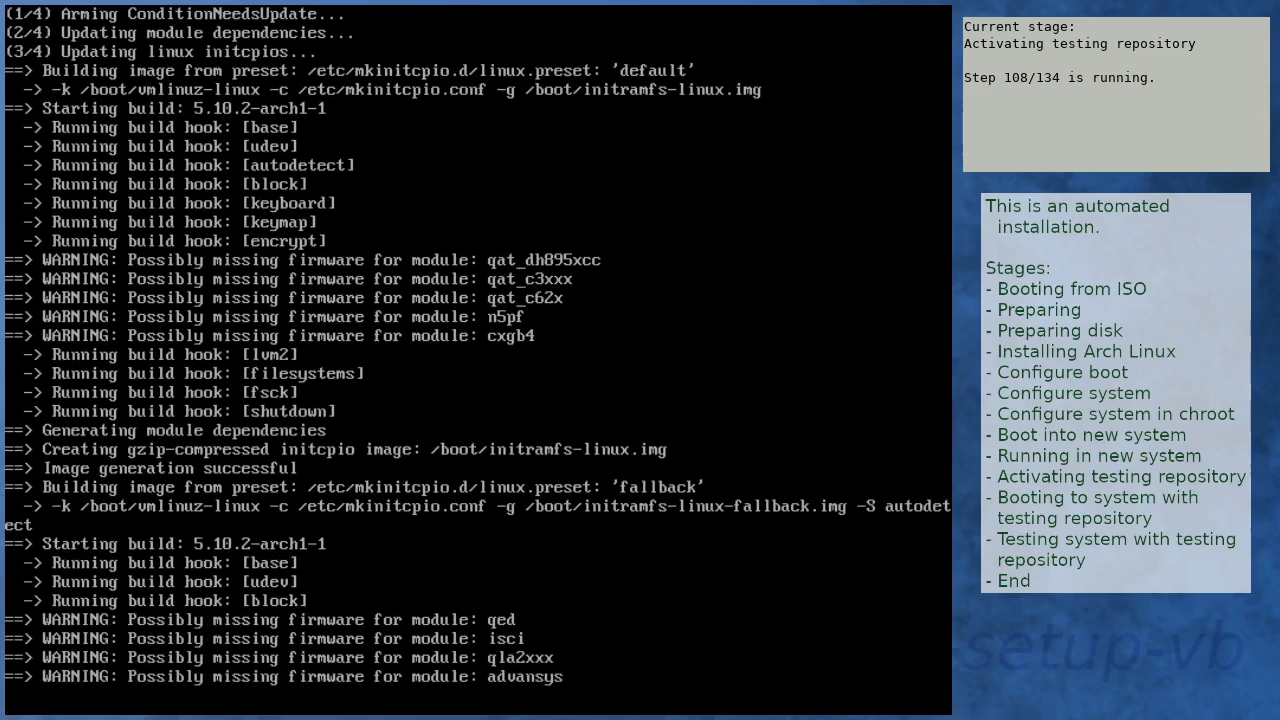 (1/4) Arming ConditionNeedsUpdate...
(2/4) Updating module dependencies...
(3/4) Updating linux initcpios...
==> Building image from preset: /etc/mkinitcpio.d/linux.preset: 'default'
  -> -k /boot/vmlinuz-linux -c /etc/mkinitcpio.conf -g /boot/initramfs-linux.img
==> Starting build: 5.10.2-arch1-1
  -> Running build hook: [base]
  -> Running build hook: [udev]
  -> Running build hook: [autodetect]
  -> Running build hook: [block]
  -> Running build hook: [keyboard]
  -> Running build hook: [keymap]
  -> Running build hook: [encrypt]
==> WARNING: Possibly missing firmware for module: qat_dh895xcc
==> WARNING: Possibly missing firmware for module: qat_c3xxx
==> WARNING: Possibly missing firmware for module: qat_c62x
==> WARNING: Possibly missing firmware for module: n5pf
==> WARNING: Possibly missing firmware for module: cxgb4
  -> Running build hook: [lvm2]
  -> Running build hook: [filesystems]
  -> Running build hook: [fsck]
  -> Running build hook: [shutdown]
==> Generating module dependencies
==> Creating gzip-compressed initcpio image: /boot/initramfs-linux.img
==> Image generation successful
==> Building image from preset: /etc/mkinitcpio.d/linux.preset: 'fallback'
  -> -k /boot/vmlinuz-linux -c /etc/mkinitcpio.conf -g /boot/initramfs-linux-fallback.img -S autodet
ect
==> Starting build: 5.10.2-arch1-1
  -> Running build hook: [base]
  -> Running build hook: [udev]
  -> Running build hook: [block]
==> WARNING: Possibly missing firmware for module: qed
==> WARNING: Possibly missing firmware for module: isci
==> WARNING: Possibly missing firmware for module: qla2xxx
==> WARNING: Possibly missing firmware for module: advansys
Current stage:
Activating testing repository
Step 108/134 is running.
This is an automated
installation.
Stages:
- Booting from ISO
- Preparing
- Preparing disk
- Installing Arch Linux
- Configure boot
- Configure system
- Configure system in chroot
- Boot into new system
- Running in new system
- Activating testing repository
- Booting to system with
testing repository
- Testing system with testing
repository
- End
-setup-vb